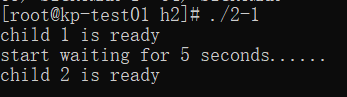 [root@kp-test01 h2]# ./2-1
child 1 is ready
start waiting for 5 seconds......
child 2 is ready